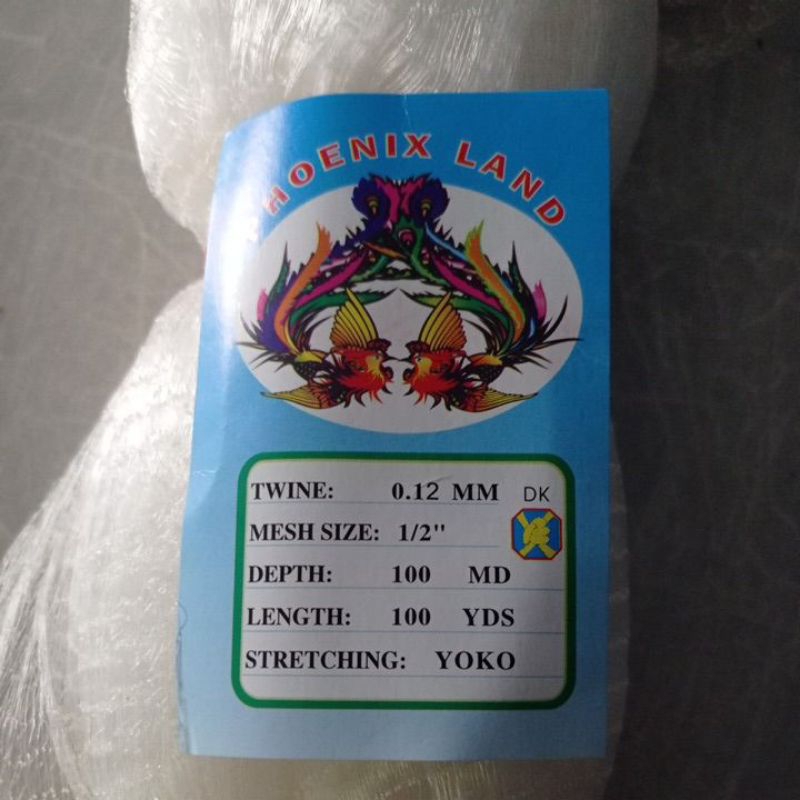 HOENIX LAND
TWINE: 0.12 MM DK
MESH SIZE: 1/2"
DEPTH: 100 MD
LENGTH: 100 YDS
STRETCHING: YOKO